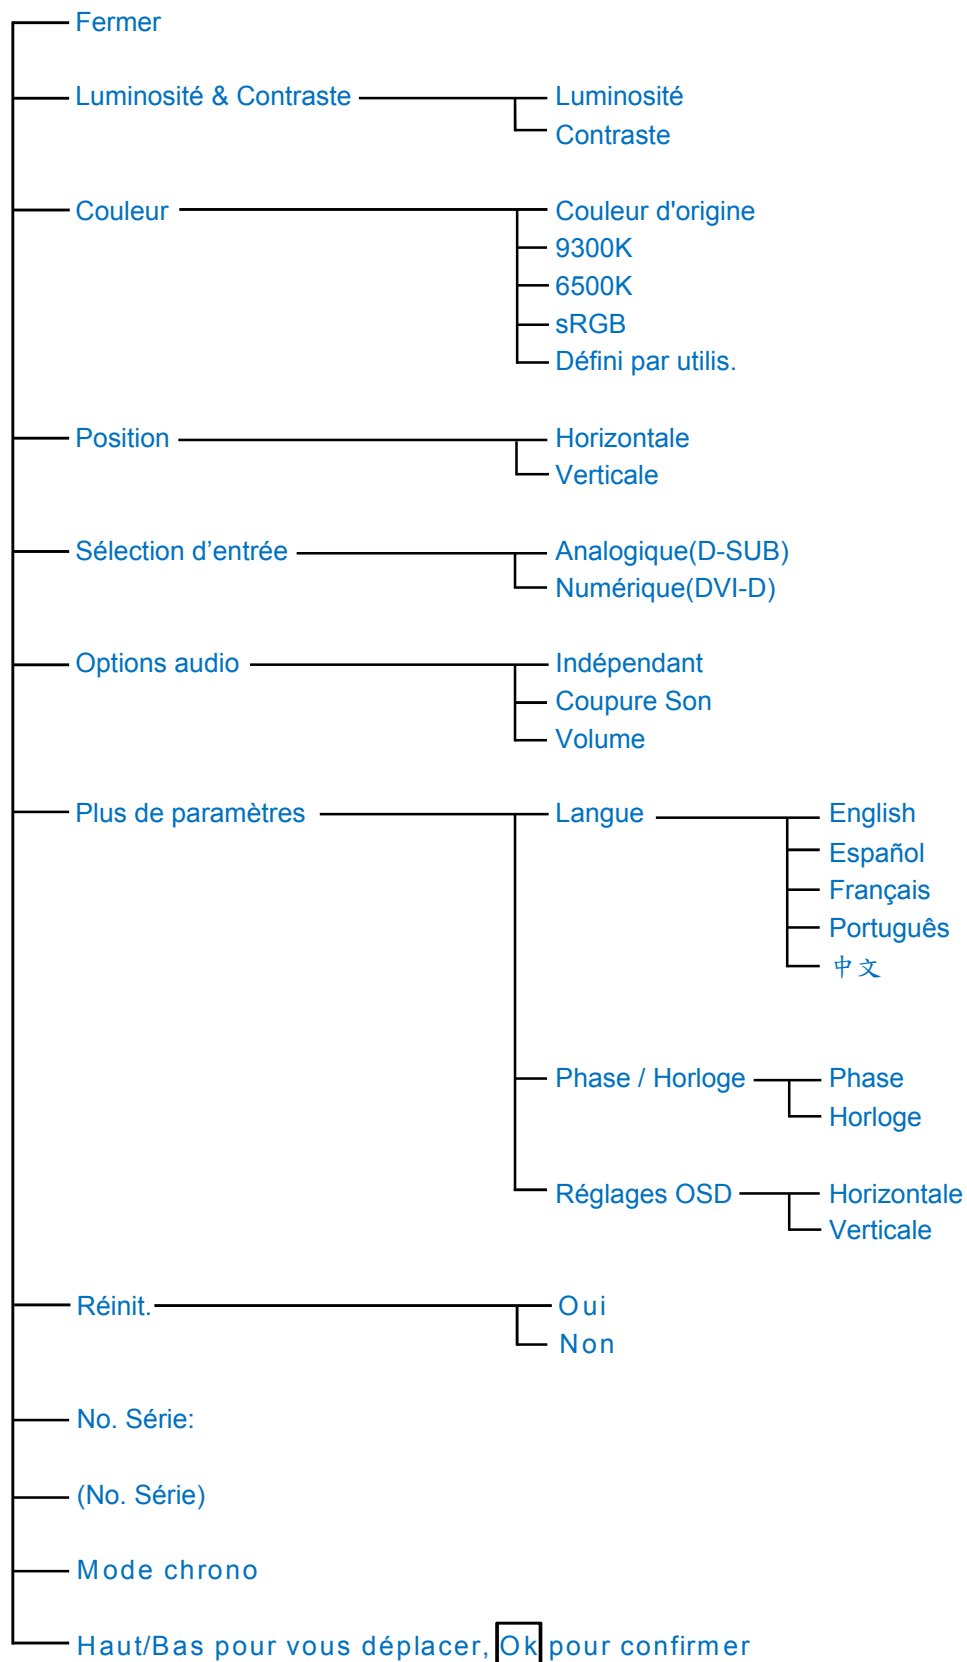 Fermer
Luminosité & Contraste
Luminosité
Contraste
Couleur
Couleur d'origine
9300K
6500K
sRGB
Défini par utilis.
Position
Horizontale
Verticale
Sélection d’entrée
Analogique(D-SUB)
Numérique(DVI-D)
Options audio
Indépendant
Coupure Son
Volume
Plus de paramètres
Langue
English
Español
Français
Português
中文
Phase / Horloge
Phase
Horloge
Réglages OSD
Horizontale
Verticale
Réinit.
Oui
Non
No. Série:
(No. Série)
Mode chrono
Haut/Bas pour vous déplacer, Ok pour confirmer